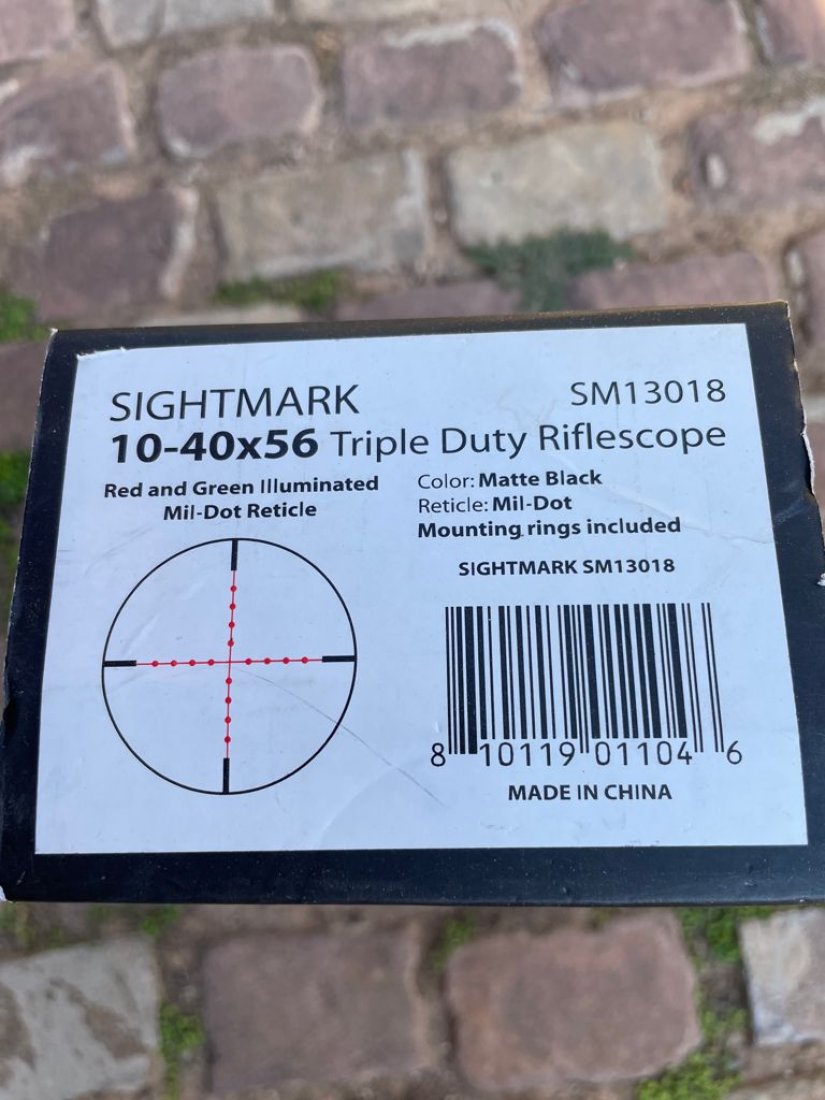 SIGHTMARK SM13018
10-40x56 Triple Duty Riflescope
Red and Green Illuminated
Mil-Dot Reticle
Color: Matte Black
Reticle: Mil-Dot
Mounting rings included
SIGHTMARK SM13018
8 10119 01104 6
MADE IN CHINA